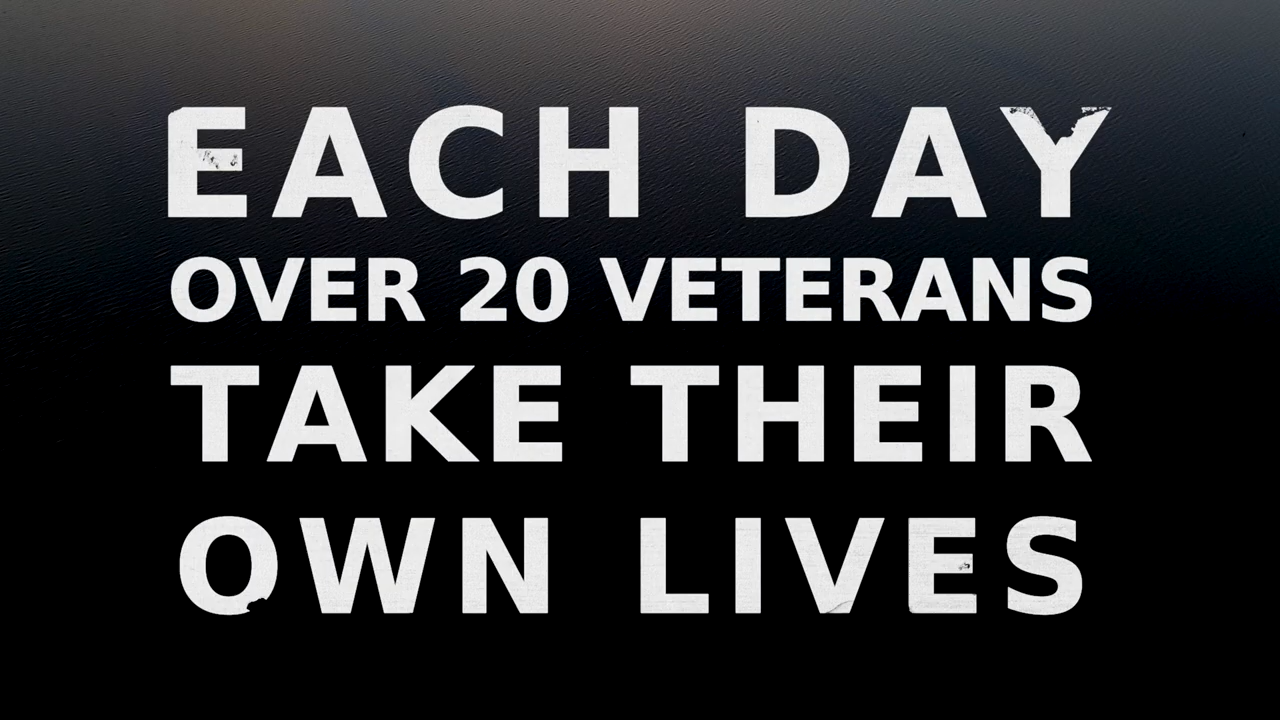 EACH DAY
OVER 20 VETERANS
TAKE THEIR
OWN LIVES